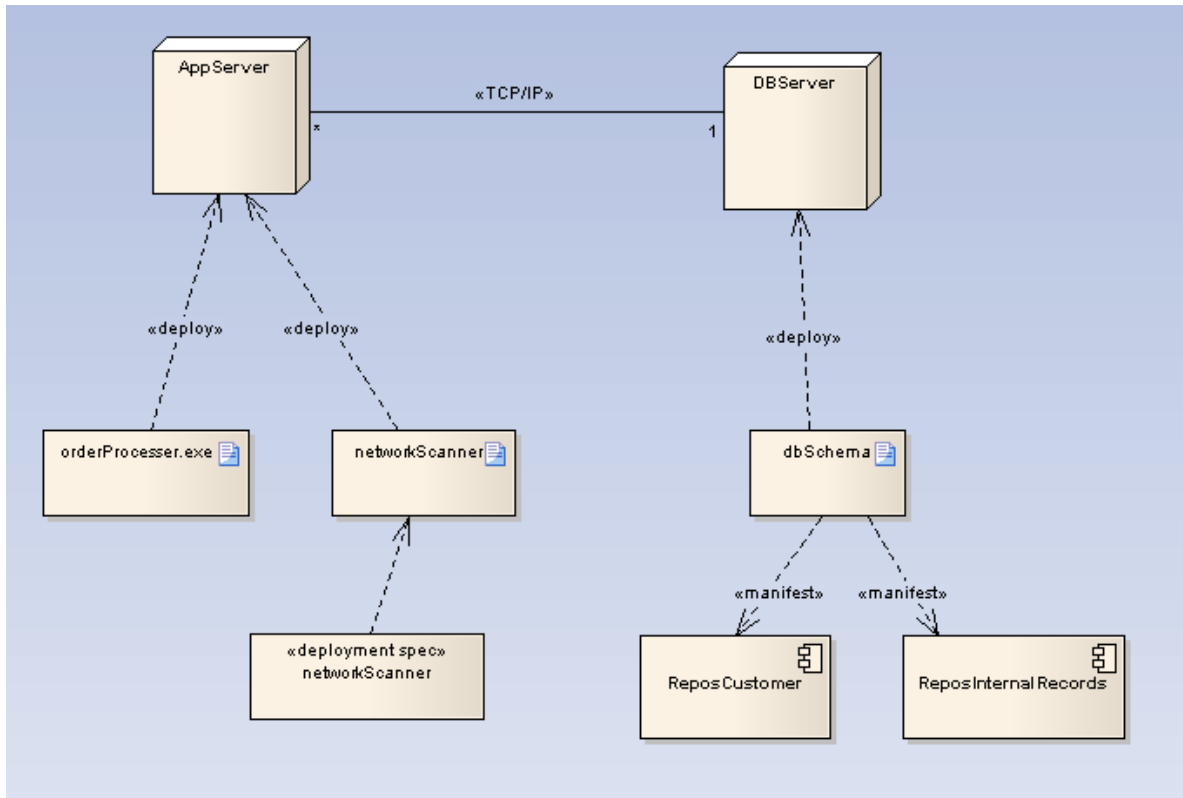 AppServer
DBServer
«TCP/IP»
*
1
«deploy»
«deploy»
«deploy»
orderProcesser.exe
networkScanner
dbSchema
«manifest»
«manifest»
«deployment spec»
networkScanner
ReposCustomer
ReposInternalRecords